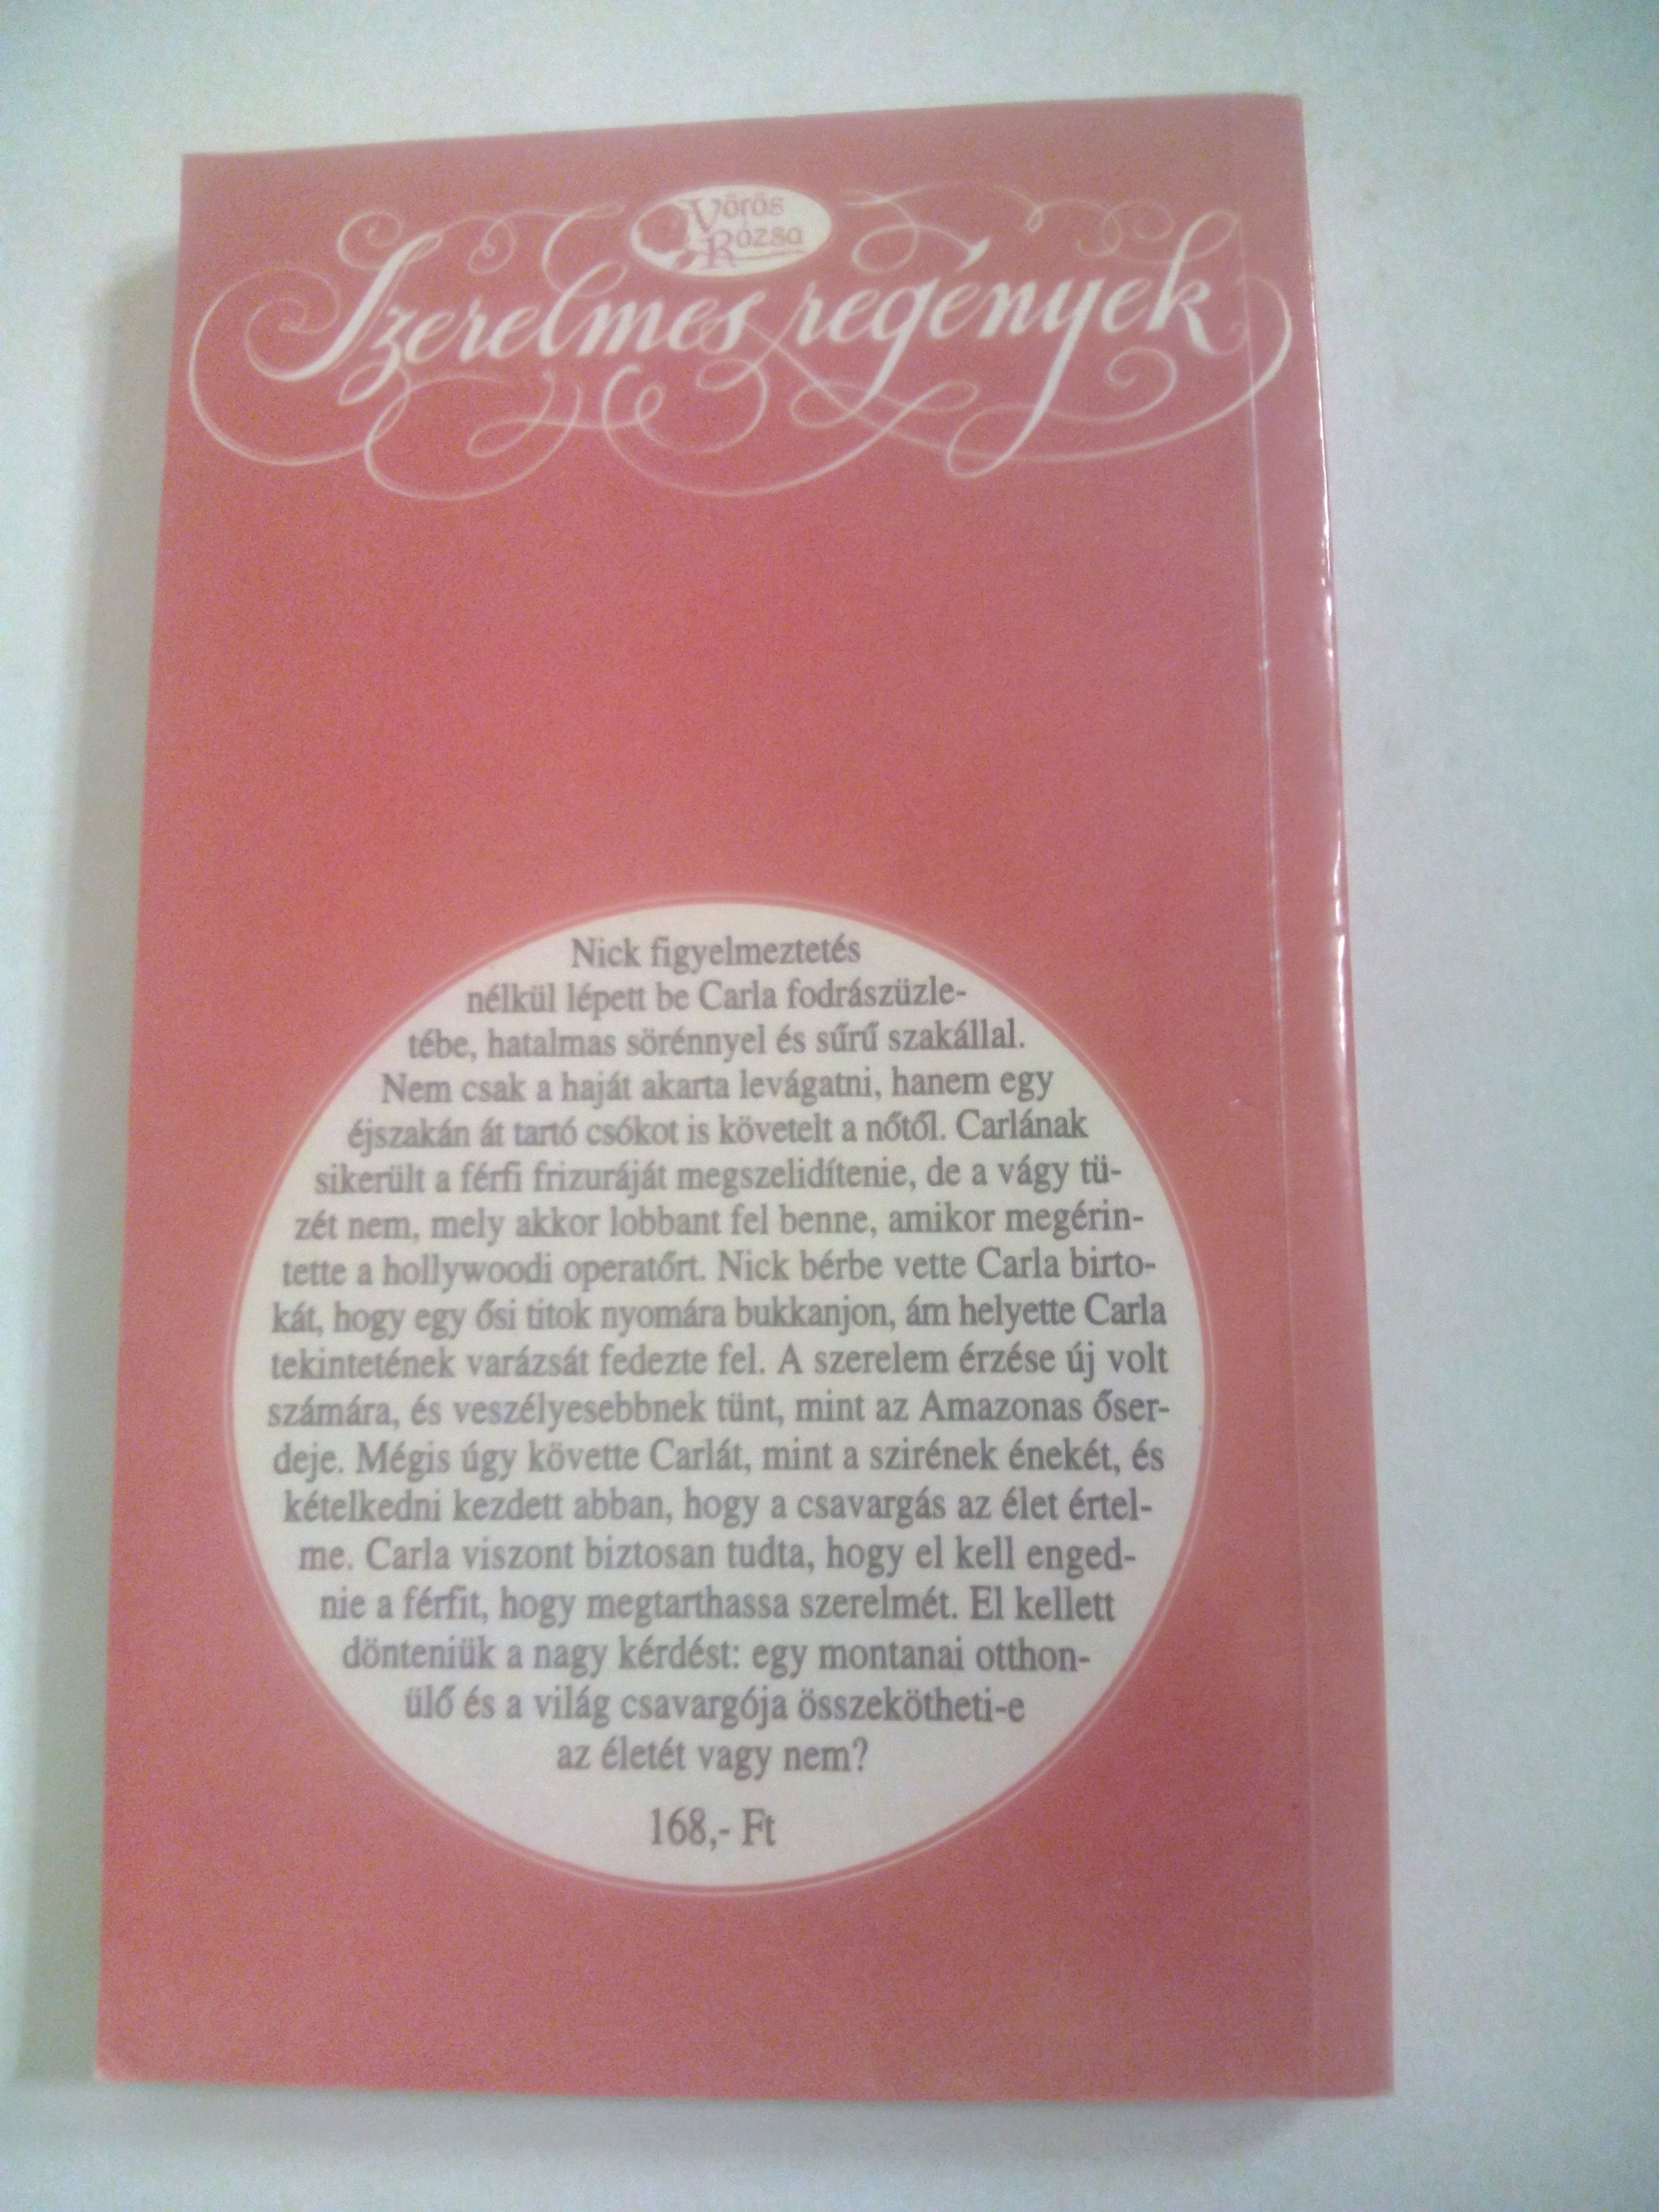 Vörös
Rózsa
Szerelmes regények
Nick figyelmeztetés
nélkül lépett be Carla fodrászüzle-
tébe, hatalmas sörénnyel és sűrű szakállal.
Nem csak a haját akarta levágatni, hanem egy
éjszakán át tartó csókot is követelt a nőtől. Carlának
sikerült a férfi frizuráját megszelidítenie, de a vágy tü-
zét nem, mely akkor lobbant fel benne, amikor megérin-
tette a hollywoodi operatőrt. Nick bérbe vette Carla birto-
kát, hogy egy ősi titok nyomára bukkanjon, ám helyette Carla
tekintetének varázsát fedezte fel. A szerelem érzése új volt
számára, és veszélyesebbnek tünt, mint az Amazonas őser-
deje. Mégis úgy követte Carlát, mint a szirének énekét, és
kételkedni kezdett abban, hogy a csavargás az élet értel-
me. Carla viszont biztosan tudta, hogy el kell enged-
nie a férfit, hogy megtarthassa szerelmét. El kellett
dönteniük a nagy kérdést: egy montanai otthon-
ülő és a világ csavargója összekötheti-e
az életét vagy nem?
168,- Ft